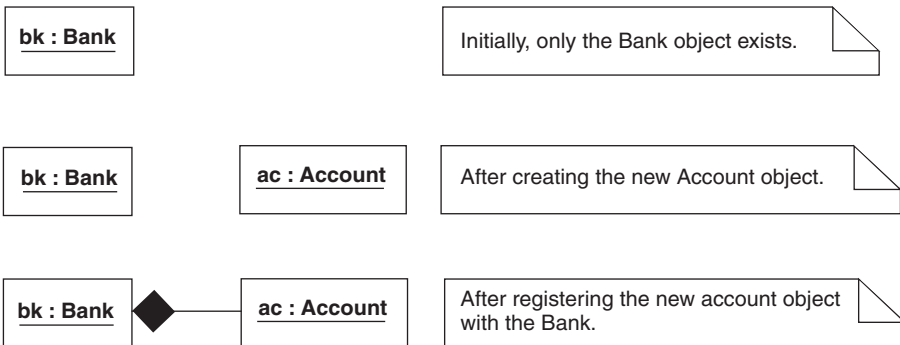 bk : Bank
Initially, only the Bank object exists.
bk : Bank
ac : Account
After creating the new Account object.
bk : Bank
ac : Account
After registering the new account object
with the Bank.